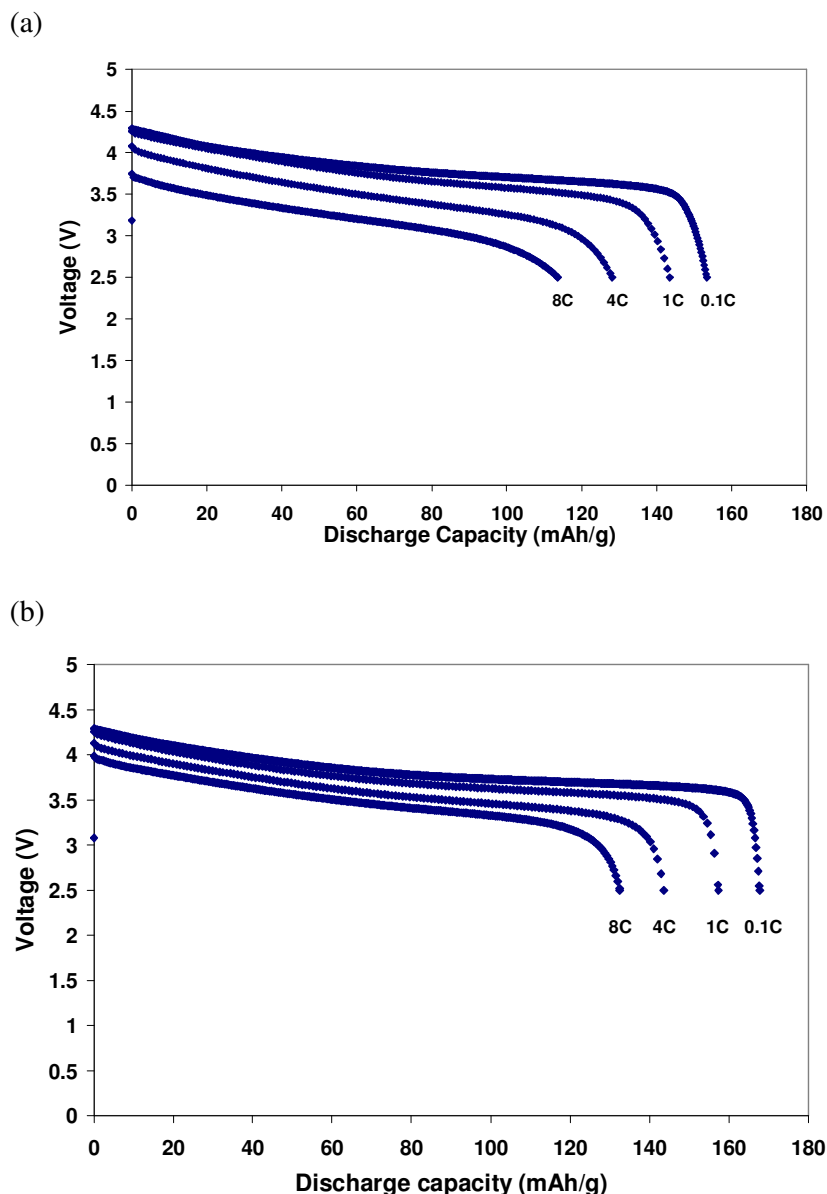 (a)
5
4.5
4
3.5
3
2.5
2
1.5
1
0.5
0
Voltage (V)
8C 4C 1C 0.1C
0 20 40 60 80 100 120 140 160 180
Discharge Capacity (mAh/g)
(b)
5
4.5
4
3.5
3
2.5
2
1.5
1
0.5
0
Voltage (V)
8C 4C 1C 0.1C
0 20 40 60 80 100 120 140 160 180
Discharge capacity (mAh/g)